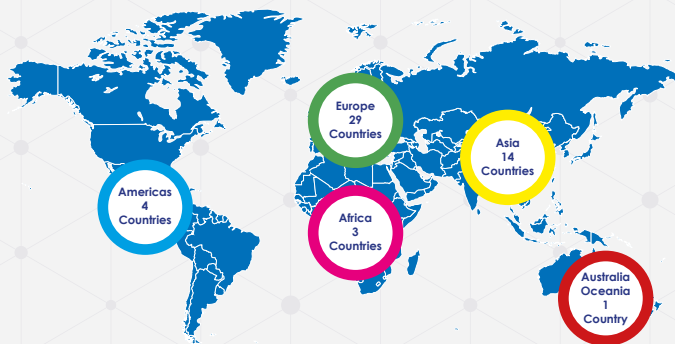 Europe
29
Countries
Asia
14
Countries
Americas
4
Countries
Africa
3
Countries
Australia
Oceania
1
Country